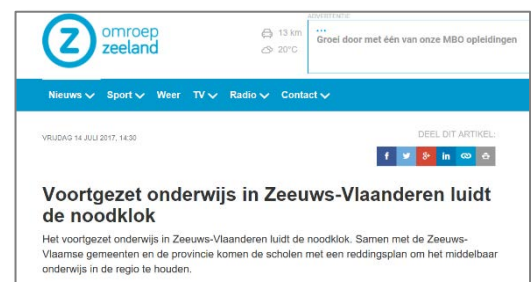 ADVERTENTIE
Z omroep zeeland
13 km
20°C
Groei door met één van onze MBO opleidingen
Nieuws Sport Weer TV Radio Contact
VRIJDAG 14 JULI 2017, 14:30
DEEL DIT ARTIKEL:
Voortgezet onderwijs in Zeeuws-Vlaanderen luidt
de noodklok
Het voortgezet onderwijs in Zeeuws-Vlaanderen luidt de noodklok. Samen met de Zeeuws-
Vlaamse gemeenten en de provincie komen de scholen met een reddingsplan om het middelbaar
onderwijs in de regio te houden.